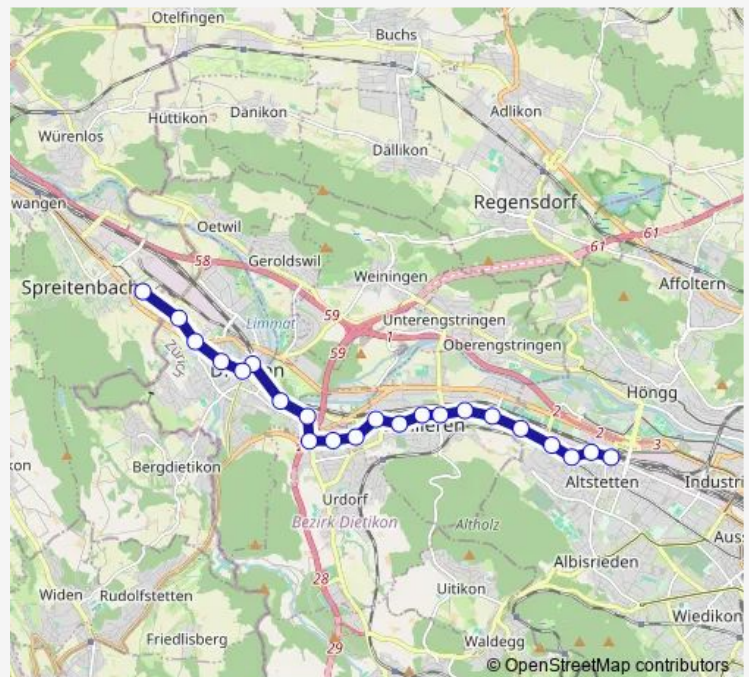 Otelfingen
Buchs
Adlikon
Hüttikon
Dänikon
Würenlos
Dällikon
Regensdorf
wangen
Oetwil
61
61
58
Geroldswil
Weiningen
Affoltern
Spreitenbach
Limmat
59
1
Unterengstringen
Oberengstringen
59
Zürich
Höngg
2
2
3
lieren
Bergdietikon
Altstetten
Industri
Urdorf
Bezirk Dietikon
Altholz
Aus
28
Albisrieden
Uitikon
Widen
Rudolfstetten
Wiedikon
Friedlisberg
29
Waldegg
© OpenStreetMap contributors